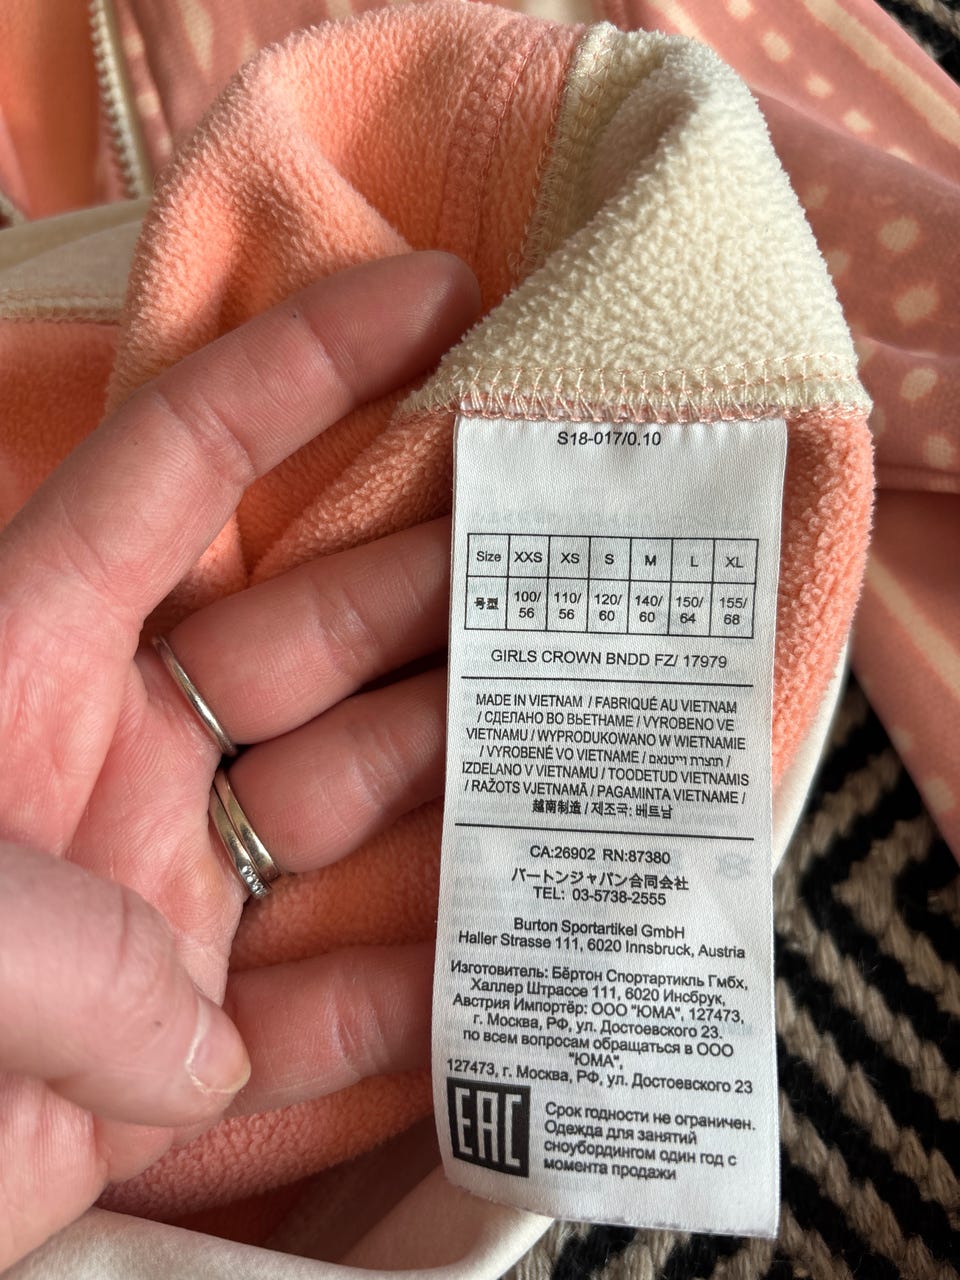 S18-017/0.10
Size XXS XS S M L XL
号型 100/56 110/56 120/60 140/60 150/64 155/68
GIRLS CROWN BNDD FZ/ 17979
MADE IN VIETNAM / FABRIQUÉ AU VIETNAM
/ СДЕЛАНО ВО ВЬЕТНАМЕ / VYROBENO VE
VIETNAMU / WYPRODUKOWANO W WIETNAMIE
/ VYROBENÉ VO VIETNAME / תוצרת וייטנאם /
IZDELANO V VIETNAMU / TOODETUD VIETNAMIS
/ RAŽOTS VJETNAMĀ / PAGAMINTA VIETNAME /
越南制造 / 제조국: 베트남
CA:26902 RN:87380
バートンジャパン合同会社
TEL: 03-5738-2555
Burton Sportartikel GmbH
Haller Strasse 111, 6020 Innsbruck, Austria
Изготовитель: Бёртон Спортартикль Гмбх,
Халлер Штрассе 111, 6020 Инсбрук,
Австрия Импортёр: ООО "ЮМА", 127473,
г. Москва, РФ, ул. Достоевского 23.
по всем вопросам обращаться в ООО
"ЮМА",
127473, г. Москва, РФ, ул. Достоевского 23
EAC
Срок годности не ограничен.
Одежда для занятий
сноубордингом один год с
момента продажи